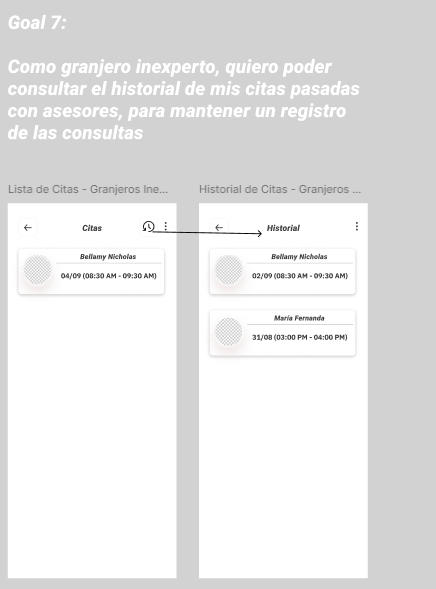 Goal 7:
Como granjero inexperto, quiero poder
consultar el historial de mis citas pasadas
con asesores, para mantener un registro
de las consultas
Lista de Citas - Granjeros Ine...
Citas
Bellamy Nicholas
04/09 (08:30 AM - 09:30 AM)
Historial de Citas - Granjeros ...
Historial
Bellamy Nicholas
02/09 (08:30 AM - 09:30 AM)
María Fernanda
31/08 (03:00 PM - 04:00 PM)